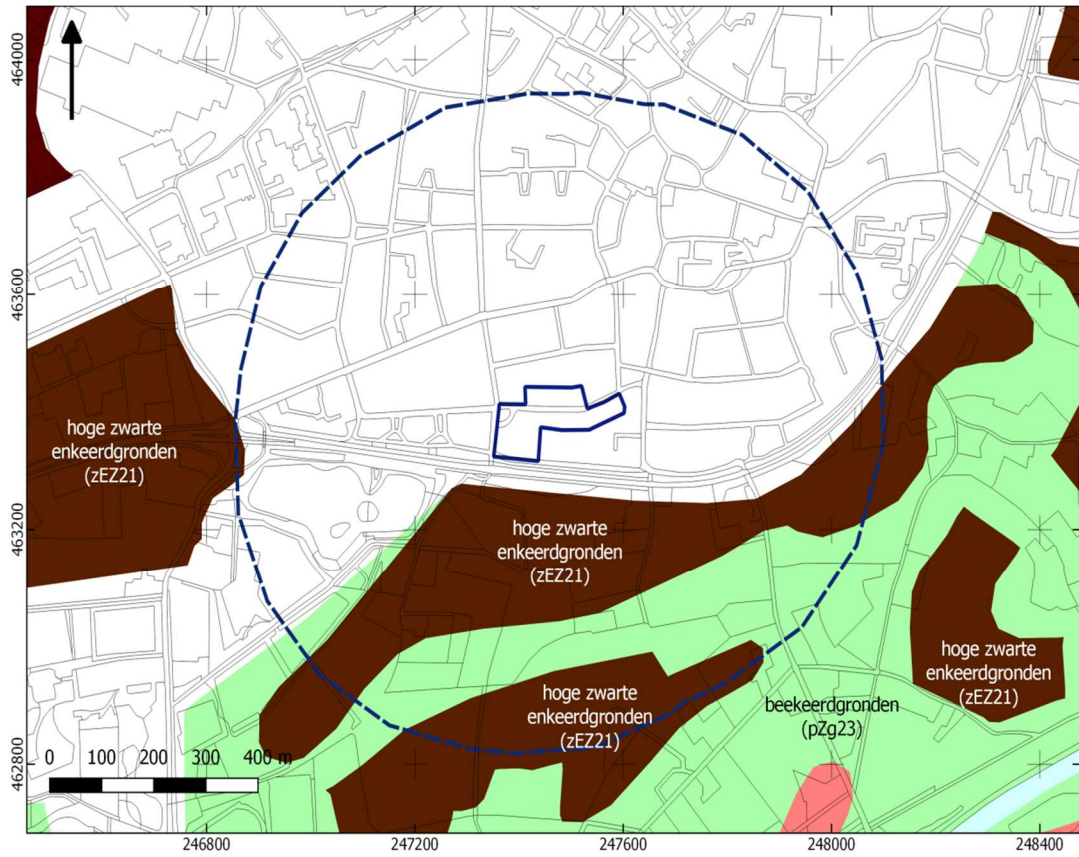 464000
463600
463200
462800
hoge zwarte
enkeerdgronden
(zEZ21)
hoge zwarte
enkeerdgronden
(zEZ21)
hoge zwarte
enkeerdgronden
(zEZ21)
hoge zwarte
enkeerdgronden
(zEZ21)
beekeerdgronden
(pZg23)
0 100 200 300 400 m
246800 247200 247600 248000 248400